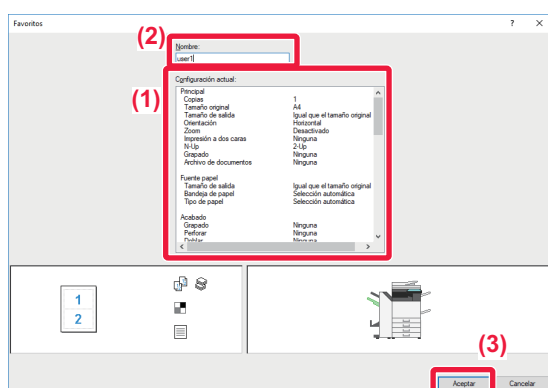 Favoritos ? ×
(2)
Nombre:
user1
(1)
Configuración actual:
Principal
Copias 1
Tamaño original A4
Tamaño de salida Igual que el tamaño original
Orientación Horizontal
Zoom Desactivado
Impresión a dos caras Ninguna
N-Up 2-Up
Grapado Ninguna
Archivo de documentos Ninguna
Fuente papel
Tamaño de salida Igual que el tamaño original
Bandeja de papel Selección automática
Tipo de papel Selección automática
Acabado
Grapado Ninguna
Perforar Ninguna
Doblar Ninguna
1
2
(3)
Aceptar Cancelar